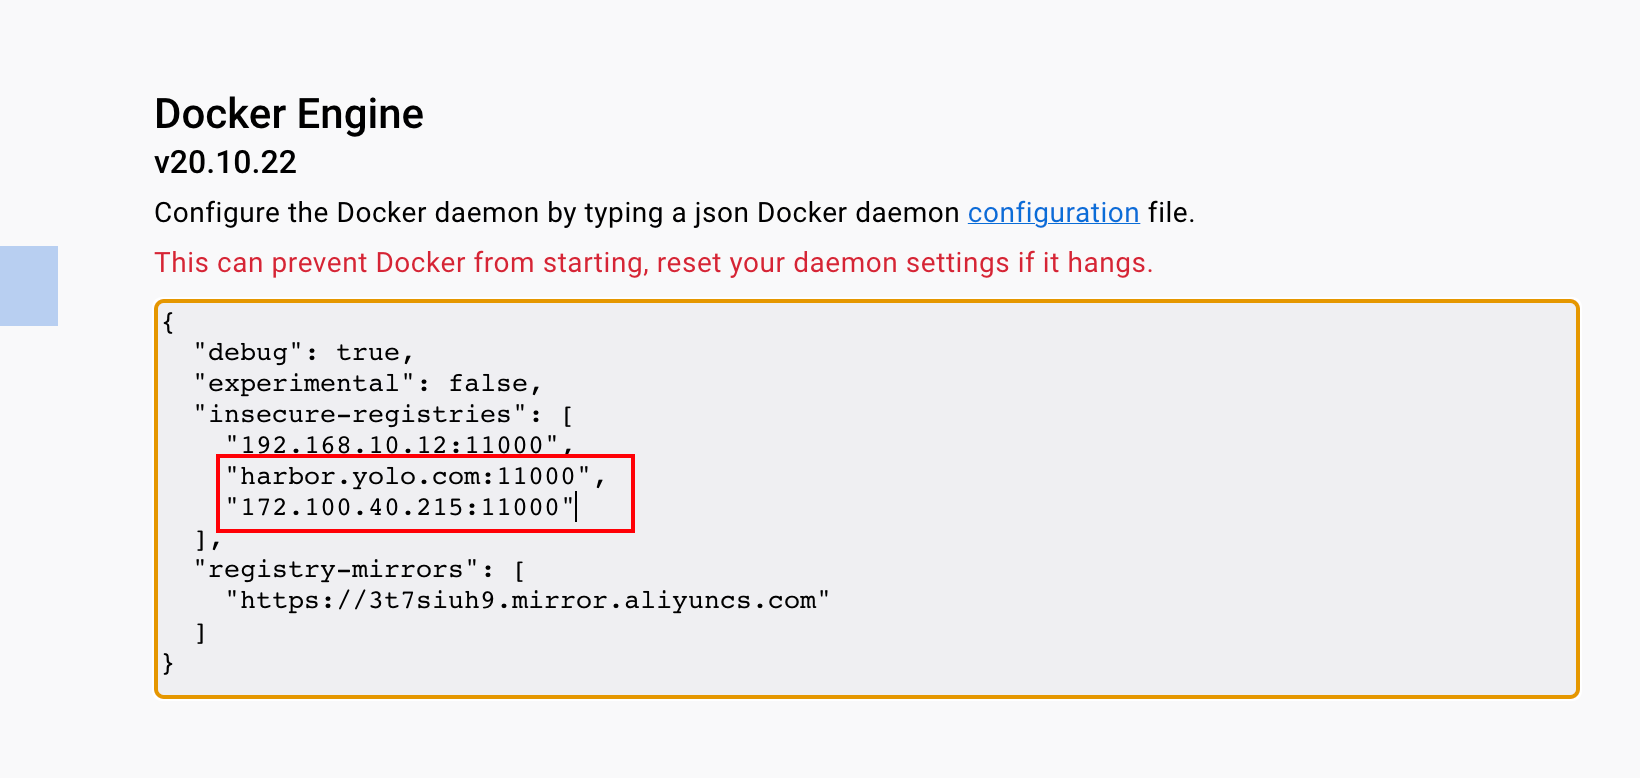 Docker Engine
v20.10.22
Configure the Docker daemon by typing a json Docker daemon configuration file.
This can prevent Docker from starting, reset your daemon settings if it hangs.
{
  "debug": true,
  "experimental": false,
  "insecure-registries": [
    "192.168.10.12:11000",
    "harbor.yolo.com:11000",
    "172.100.40.215:11000"
  ],
  "registry-mirrors": [
    "https://3t7siuh9.mirror.aliyuncs.com"
  ]
}